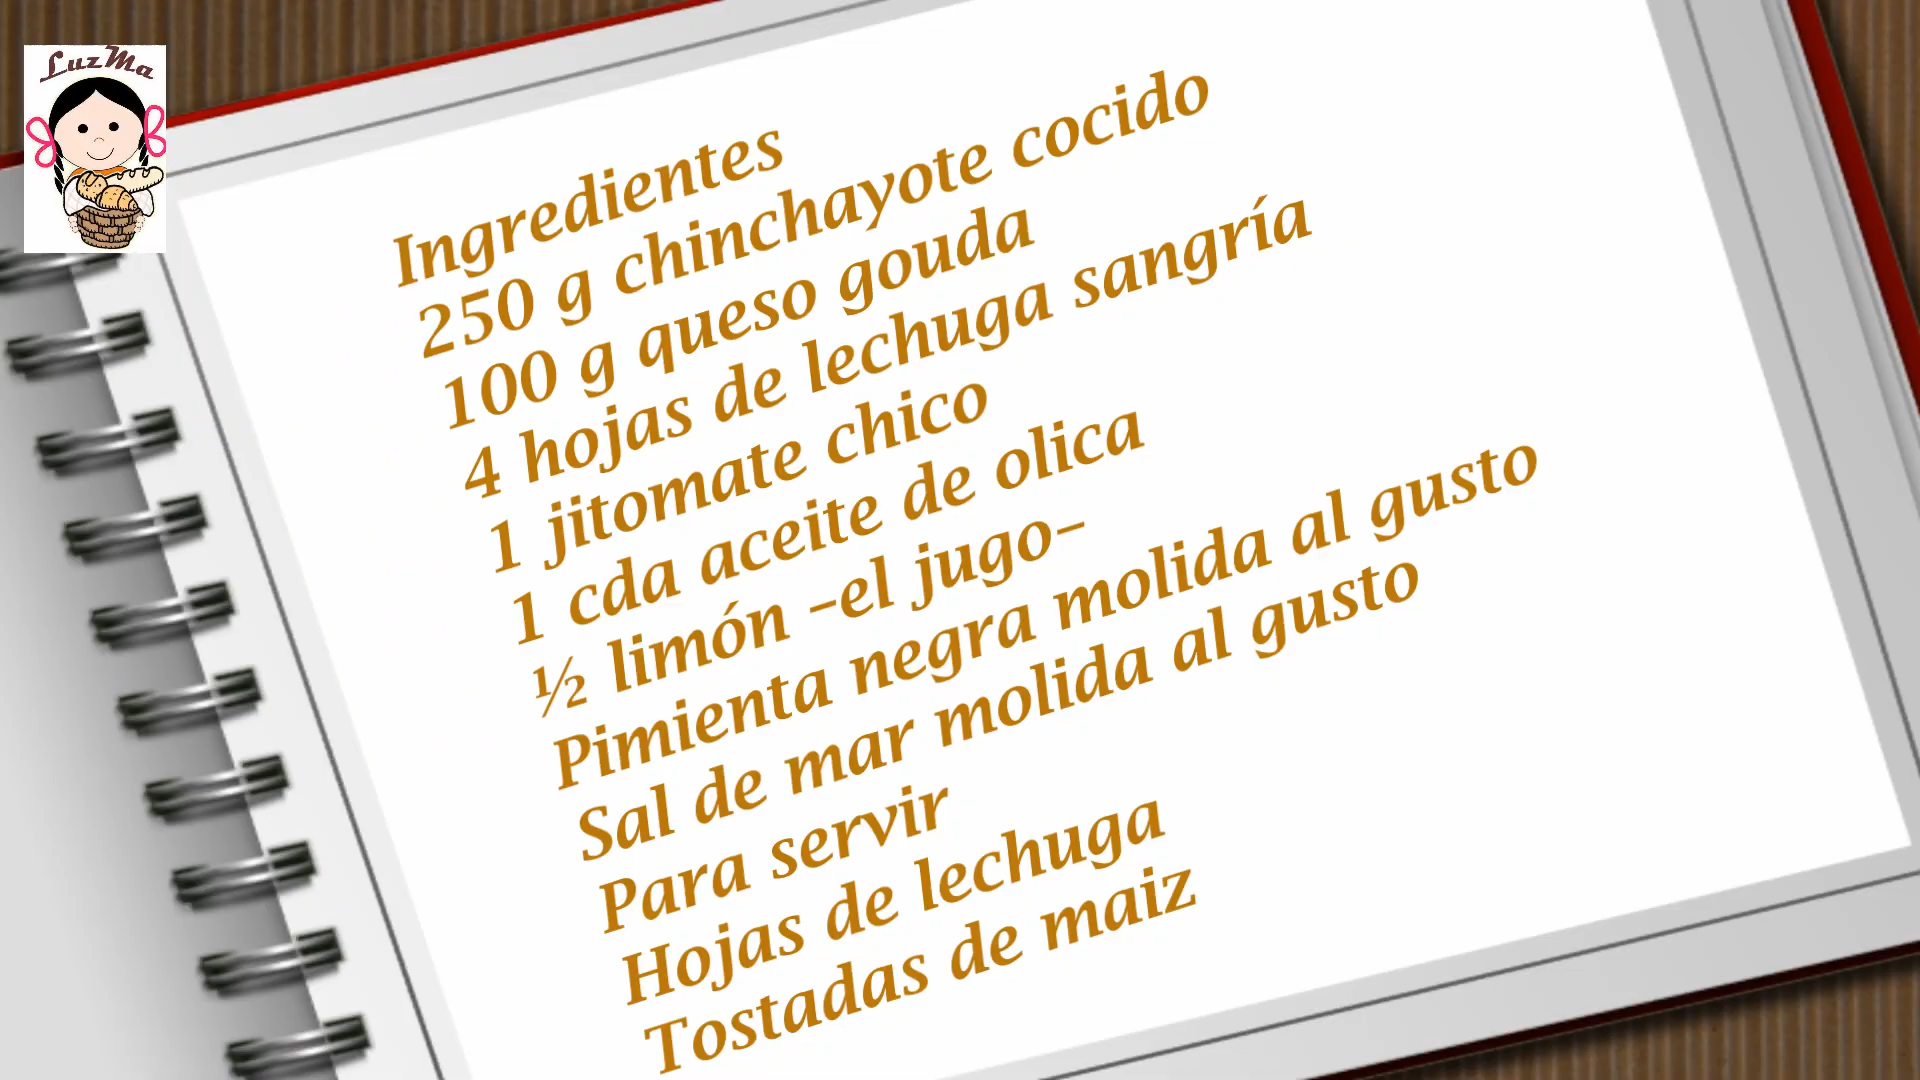 LuzMa
Ingredientes
250 g chinchayote cocido
100 g queso gouda
4 hojas de lechuga sangría
1 jitomate chico
1 cda aceite de olica
½ limón –el jugo–
Pimienta negra molida al gusto
Sal de mar molida al gusto
Para servir
Hojas de lechuga
Tostadas de maiz